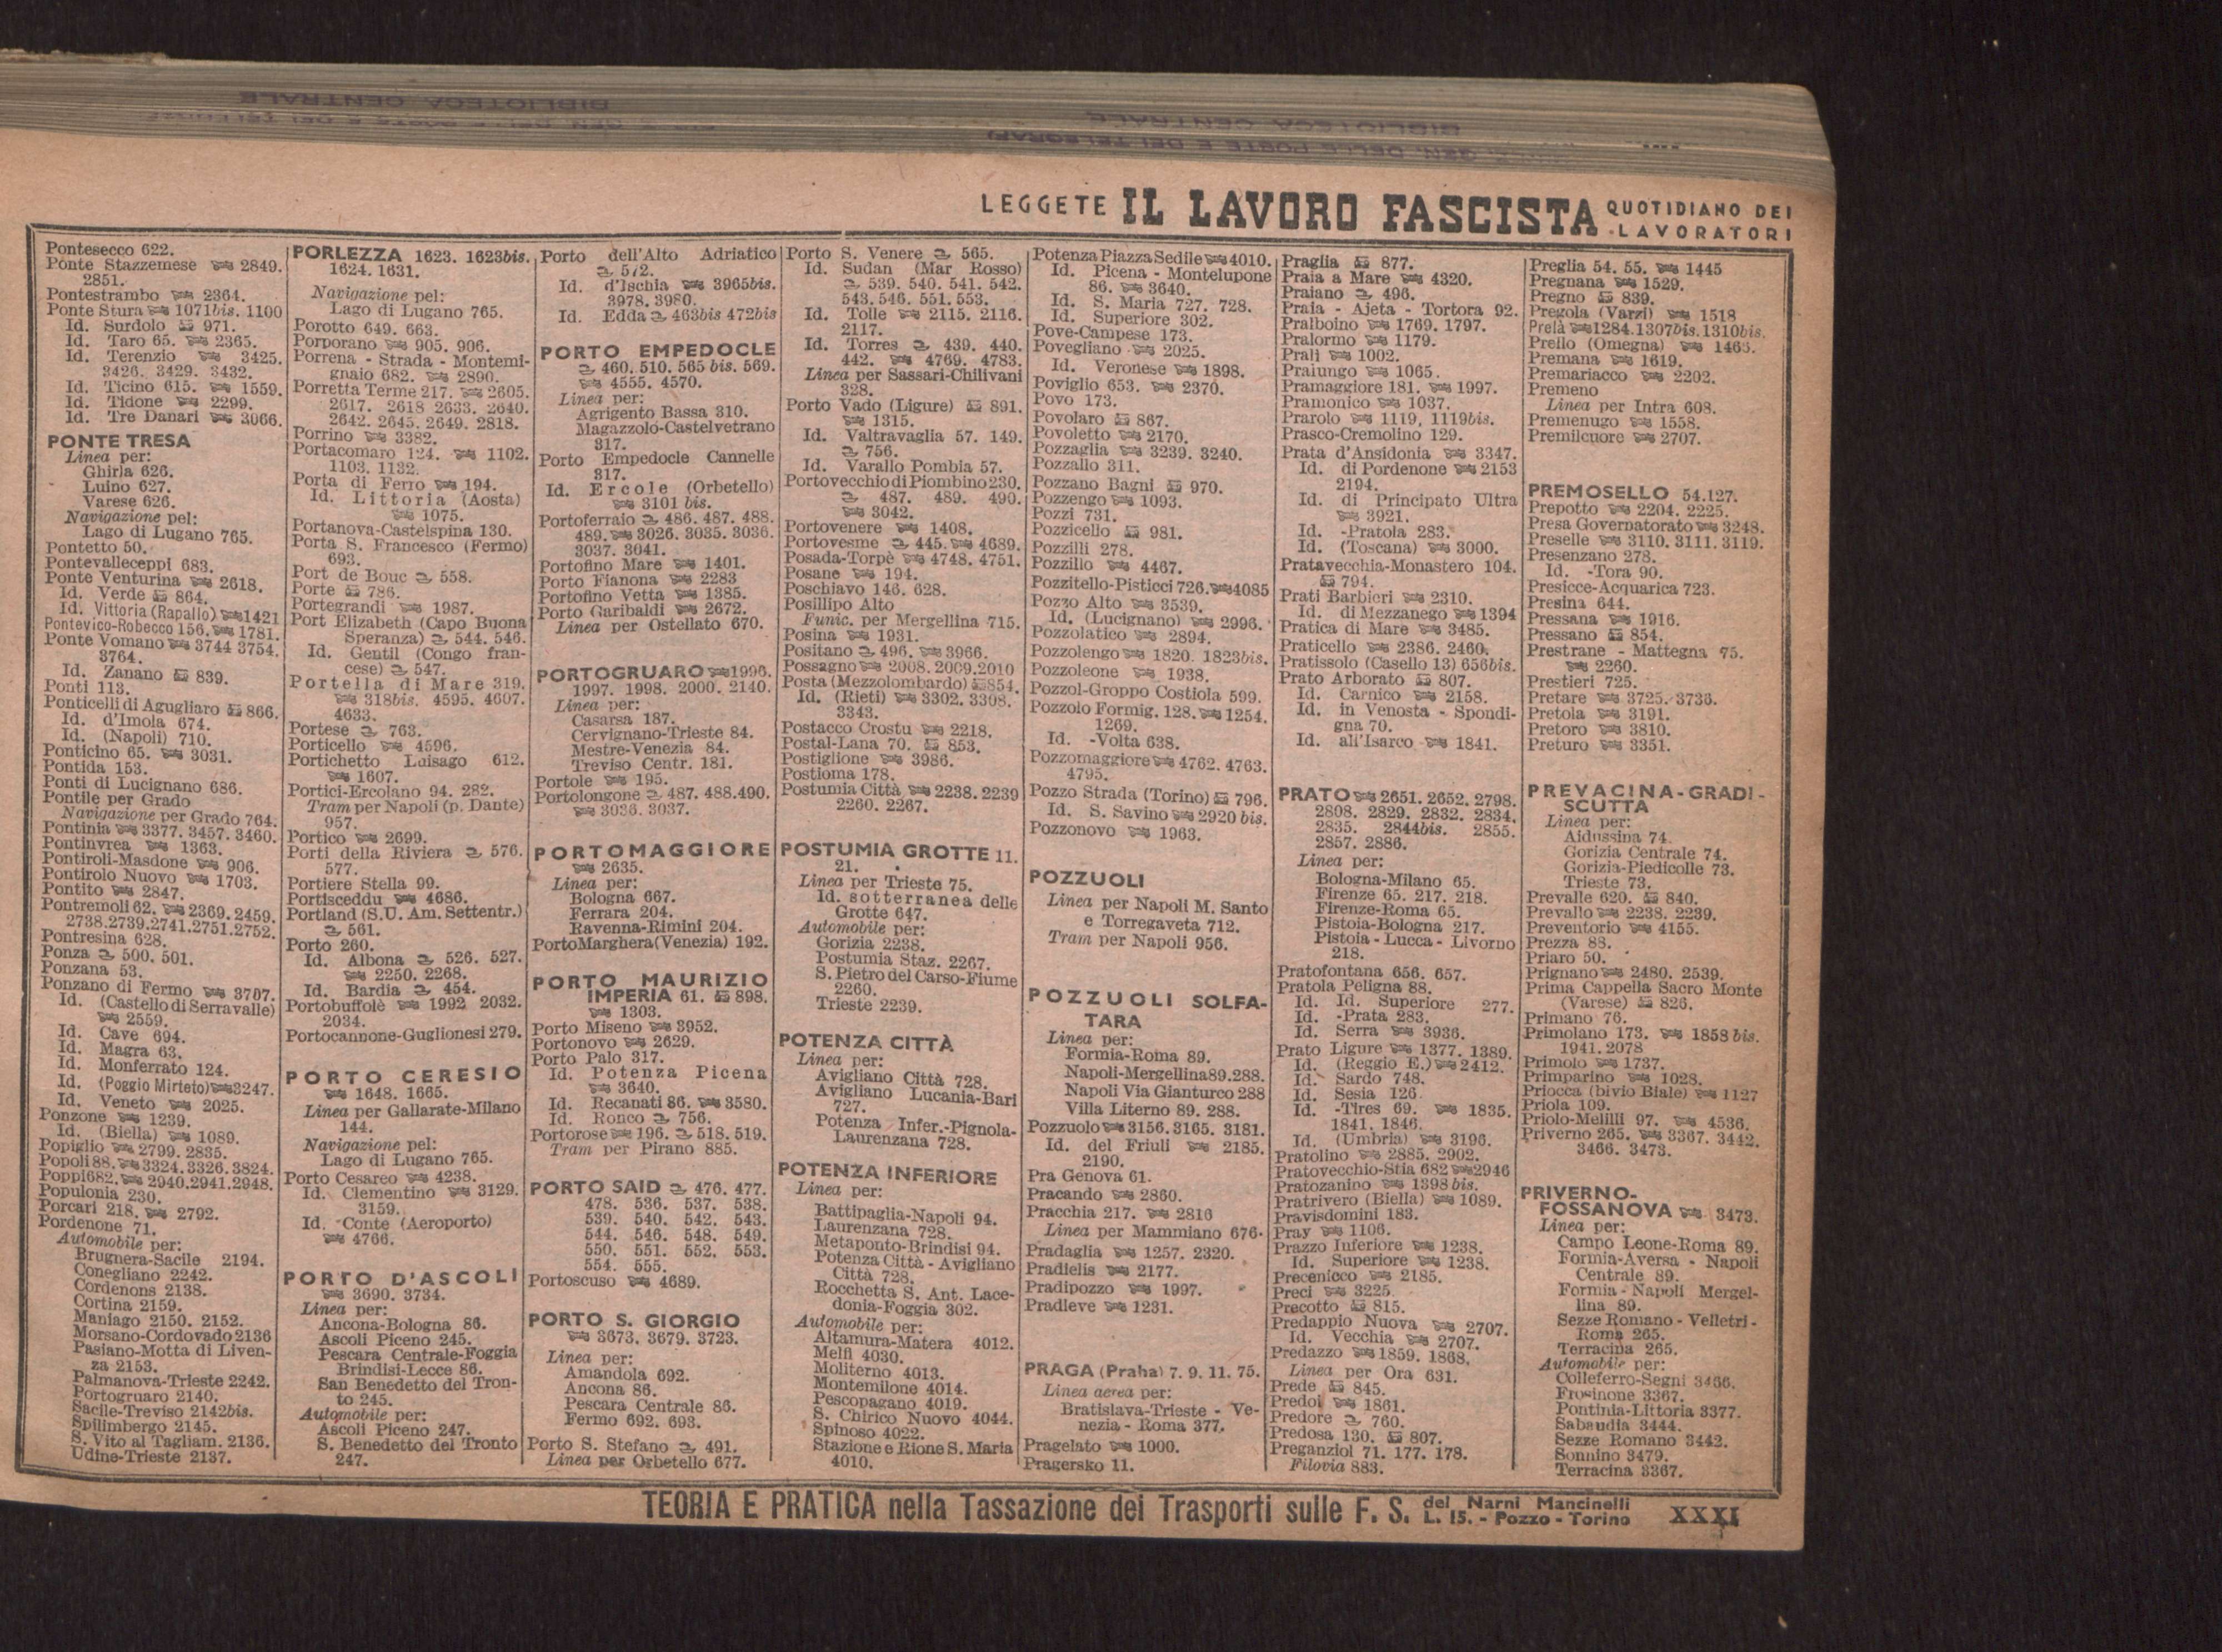 BIBLIOTECA CENTRALE
BIBLIOTECA CENTRALE
GEN. DELLE POSTE E DEI TELEGRAFI
LEGGETE IL LAVORO FASCISTA QUOTIDIANO DEI LAVORATORI
Pontesecco 622.
Ponte Stazzemese 2849.
2851.
Pontestrambo 2364.
Ponte Stura 1071bis. 1100
Id. Surdolo 971.
Id. Taro 65. 2365.
Id. Terenzio 3425.
3426. 3429. 3432.
Id. Ticino 615. 1559.
Id. Tidone 2299.
Id. Tre Danari 3066.
PONTE TRESA
Linea per:
Ghirla 626.
Luino 627.
Varese 626.
Navigazione pel:
Lago di Lugano 765.
Pontetto 50.
Pontevalleceppi 683.
Ponte Venturina 2618.
Id. Verde 864.
Id. Vittoria (Rapallo) 1421
Pontevico-Robecco 156. 1781.
Ponte Vomano 3744 3754.
3764.
Id. Zanano 839.
Ponti 113.
Ponticelli di Agugliaro 866.
Id. d'Imola 674.
Id. (Napoli) 710.
Ponticino 65. 3031.
Pontida 153.
Ponti di Lucignano 686.
Pontile per Grado
Navigazione per Grado 764.
Pontinia 3377. 3457. 3460.
Pontinvrea 1363.
Pontiroli-Masdone 906.
Pontirolo Nuovo 1703.
Pontito 2847.
Pontremoli 62. 2369. 2459.
2738.2739.2741.2751.2752.
Pontresina 628.
Ponza 500. 501.
Ponzana 53.
Ponzano di Fermo 3707.
Id. (Castello di Serravalle)
2559.
Id. Cave 694.
Id. Magra 63.
Id. Monferrato 124.
Id. (Poggio Mirteto) 3247.
Id. Veneto 2025.
Ponzone 1239.
Id. (Biella) 1089.
Popiglio 2799. 2835.
Popoli 88. 3324. 3326. 3824.
Poppi 682. 2940.2941.2948.
Populonia 230.
Porcari 218. 2792.
Pordenone 71.
Automobile per:
Brugnera-Sacile 2194.
Conegliano 2242.
Cordenons 2138.
Cortina 2159.
Maniago 2150. 2152.
Morsano-Cordovado 2136
Pasiano-Motta di Liven-
za 2153.
Palmanova-Trieste 2242.
Portogruaro 2140.
Sacile-Treviso 2142bis.
Spilimbergo 2145.
S. Vito al Tagliam. 2136.
Udine-Trieste 2137.
PORLEZZA 1623. 1623bis.
1624. 1631.
Navigazione pel:
Lago di Lugano 765.
Porotto 649. 663.
Porporano 905. 906.
Porrena - Strada - Montemi-
gnaio 682. 2890.
Porretta Terme 217. 2605.
2617. 2618 2633. 2640.
2642. 2645. 2649. 2818.
Porrino 3382.
Portacomaro 124. 1102.
1103. 1132.
Porta di Ferro 194.
Id. Littoria (Aosta)
1075.
Portanova-Castelspina 130.
Porta S. Francesco (Fermo)
693.
Port de Bouc 558.
Porte 786.
Portegrandi 1987.
Port Elizabeth (Capo Buona
Speranza) 544. 546.
Id. Gentil (Congo fran-
cese) 547.
Portella di Mare 319.
318bis. 4595. 4607.
4633.
Portese 763.
Porticello 4596.
Portichetto Luisago 612.
1607.
Portici-Ercolano 94. 282.
Tram per Napoli (p. Dante)
957.
Portico 2699.
Porti della Riviera 576.
577.
Portiere Stella 99.
Portisceddu 4686.
Portland (S.U. Am. Settentr.)
561.
Porto 260.
Id. Albona 526. 527.
2250. 2268.
Id. Bardia 454.
Portobuffolè 1992 2032.
2034.
Portocannone-Guglionesi 279.
PORTO CERESIO
1648. 1665.
Linea per Gallarate-Milano
144.
Navigazione pel:
Lago di Lugano 765.
Porto Cesareo 4238.
Id. Clementino 3129.
3159.
Id. Conte (Aeroporto)
4766.
PORTO D'ASCOLI
3690. 3734.
Linea per:
Ancona-Bologna 86.
Ascoli Piceno 245.
Pescara Centrale-Foggia
Brindisi-Lecce 86.
San Benedetto del Tron-
to 245.
Automobile per:
Ascoli Piceno 247.
S. Benedetto del Tronto
247.
Porto dell'Alto Adriatico
572.
Id. d'Ischia 3965bis.
3978. 3980.
Id. Edda 463bis 472bis
PORTO EMPEDOCLE
460. 510. 565 bis. 569.
4555. 4570.
Linea per:
Agrigento Bassa 310.
Magazzolo-Castelvetrano
317.
Porto Empedocle Cannelle
317.
Id. Ercole (Orbetello)
3101 bis.
Portoferraio 486. 487. 488.
489. 3026. 3035. 3036.
3037. 3041.
Portofino Mare 1401.
Porto Fianona 2283
Portofino Vetta 1385.
Porto Garibaldi 2672.
Linea per Ostellato 670.
PORTOGRUARO 1996.
1997. 1998. 2000. 2140.
Linea per:
Casarsa 187.
Cervignano-Trieste 84.
Mestre-Venezia 84.
Treviso Centr. 181.
Portole 195.
Portolongone 487. 488.490.
3036. 3037.
PORTOMAGGIORE
2635.
Linea per:
Bologna 667.
Ferrara 204.
Ravenna-Rimini 204.
Porto Marghera (Venezia) 192.
PORTO MAURIZIO
IMPERIA 61. 898.
1303.
Porto Miseno 3952.
Portonovo 2629.
Porto Palo 317.
Id. Potenza Picena
3640.
Id. Recanati 86. 3580.
Id. Ronco 756.
Portorose 196. 518. 519.
Tram per Pirano 885.
PORTO SAID 476. 477.
478. 536. 537. 538.
539. 540. 542. 543.
544. 546. 548. 549.
550. 551. 552. 553.
554. 555.
Portoscuso 4689.
PORTO S. GIORGIO
3673. 3679. 3723.
Linea per:
Amandola 692.
Ancona 86.
Pescara Centrale 86.
Fermo 692. 693.
Porto S. Stefano 491.
Linea per Orbetello 677.
Porto S. Venere 565.
Id. Sudan (Mar Rosso)
539. 540. 541. 542.
543. 546. 551. 553.
Id. Tolle 2115. 2116.
2117.
Id. Torres 439. 440.
442. 4769. 4783.
Linea per Sassari-Chilivani
328.
Porto Vado (Ligure) 891.
1315.
Id. Valtravaglia 57. 149.
756.
Id. Varallo Pombia 57.
Portovecchio di Piombino 230.
487. 489. 490.
3042.
Portovenere 1408.
Portovesme 445. 4689.
Posada-Torpè 4748. 4751.
Posane 194.
Poschiavo 146. 628.
Posillipo Alto
Funic. per Mergellina 715.
Posina 1931.
Positano 496. 3966.
Possagno 2008. 2009.2010
Posta (Mezzolombardo) 854.
Id. (Rieti) 3302. 3308.
3343.
Postacco Crostu 2218.
Postal-Lana 70. 853.
Postiglione 3986.
Postioma 178.
Postumia Città 2238. 2239
2260. 2267.
POSTUMIA GROTTE 11.
21.
Linea per Trieste 75.
Id. sotterranea delle
Grotte 647.
Automobile per:
Gorizia 2238.
Postumia Staz. 2267.
S. Pietro del Carso-Fiume
2260.
Trieste 2239.
POTENZA CITTÀ
Linea per:
Avigliano Città 728.
Avigliano Lucania-Bari
727.
Potenza Infer.-Pignola-
Laurenzana 728.
POTENZA INFERIORE
Linea per:
Battipaglia-Napoli 94.
Laurenzana 728.
Metaponto-Brindisi 94.
Potenza Città - Avigliano
Città 728.
Rocchetta S. Ant. Lace-
donia-Foggia 302.
Automobile per:
Altamura-Matera 4012.
Melfi 4030.
Moliterno 4013.
Montemilone 4014.
Pescopagano 4019.
S. Chirico Nuovo 4044.
Spinoso 4022.
Stazione e Rione S. Maria
4010.
Potenza Piazza Sedile 4010.
Id. Picena - Montelupone
86. 3640.
Id. S. Maria 727. 728.
Id. Superiore 302.
Pove-Campese 173.
Povegliano 2025.
Id. Veronese 1898.
Poviglio 653. 2370.
Povo 173.
Povolaro 867.
Povoletto 2170.
Pozzaglia 3239. 3240.
Pozzallo 311.
Pozzano Bagni 970.
Pozzengo 1093.
Pozzi 731.
Pozzicello 981.
Pozzilli 278.
Pozzillo 4467.
Pozzitello-Pisticci 726. 4085
Pozzo Alto 3539.
Id. (Lucignano) 2996.
Pozzolatico 2894.
Pozzolengo 1820. 1823bis.
Pozzoleone 1938.
Pozzol-Groppo Costiola 599.
Pozzolo Formig. 128. 1254.
1269.
Id. -Volta 638.
Pozzomaggiore 4762. 4763.
4795.
Pozzo Strada (Torino) 796.
Id. S. Savino 2920 bis.
Pozzonovo 1963.
POZZUOLI
Linea per Napoli M. Santo
e Torregaveta 712.
Tram per Napoli 956.
POZZUOLI SOLFA-
TARA
Linea per:
Formia-Roma 89.
Napoli-Mergellina 89.288.
Napoli Via Gianturco 288
Villa Literno 89. 288.
Pozzuolo 3156. 3165. 3181.
Id. del Friuli 2185.
2190.
Pra Genova 61.
Pracando 2860.
Pracchia 217. 2816
Linea per Mammiano 676.
Pradaglia 1257. 2320.
Pradielis 2177.
Pradipozzo 1997.
Pradleve 1231.
PRAGA (Praha) 7. 9. 11. 75.
Linea aerea per:
Bratislava-Trieste - Ve-
nezia - Roma 377.
Pragelato 1000.
Pragersko 11.
Praglia 877.
Praia a Mare 4320.
Praiano 496.
Praia - Ajeta - Tortora 92.
Pralboino 1769. 1797.
Pralormo 1179.
Prali 1002.
Praiungo 1065.
Pramaggiore 181. 1997.
Pramonico 1037.
Prarolo 1119, 1119bis.
Prasco-Cremolino 129.
Prata d'Ansidonia 3347.
Id. di Pordenone 2153
2194.
Id. di Principato Ultra
3921.
Id. -Pratola 283.
Id. (Toscana) 3000.
Pratavecchia-Monastero 104.
794.
Prati Barbieri 2310.
Id. di Mezzanego 1394
Pratica di Mare 3485.
Praticello 2386. 2460.
Pratissolo (Casello 13) 656bis.
Prato Arborato 807.
Id. Carnico 2158.
Id. in Venosta - Spondi-
gna 70.
Id. all'Isarco 1841.
PRATO 2651. 2652. 2798.
2808. 2829. 2832. 2834.
2835. 2844bis. 2855.
2857. 2886.
Linea per:
Bologna-Milano 65.
Firenze 65. 217. 218.
Firenze-Roma 65.
Pistoia-Bologna 217.
Pistoia - Lucca - Livorno
218.
Pratofontana 656. 657.
Pratola Peligna 88.
Id. Id. Superiore 277.
Id. -Prata 283.
Id. Serra 3936.
Prato Ligure 1377. 1389.
Id. (Reggio E.) 2412.
Id. Sardo 748.
Id. Sesia 126
Id. -Tires 69. 1835.
1841. 1846.
Id. (Umbria) 3196.
Pratolino 2885. 2902.
Pratovecchio-Stia 682 2946
Pratozanino 1398bis.
Pratrivero (Biella) 1089.
Pravisdomini 183.
Pray 1106.
Prazzo Inferiore 1238.
Id. Superiore 1238.
Precenicco 2185.
Preci 3225
Precotto 815.
Predappio Nuova 2707.
Id. Vecchia 2707.
Predazzo 1859. 1868.
Linea per Ora 631.
Prede 845.
Predoi 1861.
Predore 760.
Predosa 130. 807.
Preganziol 71. 177. 178.
Filovia 883.
Preglia 54. 55. 1445
Pregnana 1529.
Pregno 839.
Pregola (Varzi) 1518
Prelà 1284.1307bis.1310bis.
Prello (Omegna) 1463.
Premana 1619.
Premariacco 2202.
Premeno
Linea per Intra 608.
Premenugo 1558.
Premilcuore 2707.
PREMOSELLO 54.127.
Prepotto 2204. 2225.
Presa Governatorato 3248.
Preselle 3110. 3111. 3119.
Presenzano 278.
Id. -Tora 90.
Presicce-Acquarica 723.
Presina 644.
Pressana 1916.
Pressano 854.
Prestrane - Mattegna 75.
2260.
Prestieri 725.
Pretare 3725. 3736.
Pretola 3191.
Pretoro 3810.
Preturo 3351.
PREVACINA-GRADI-
SCUTTA
Linea per:
Aidussina 74.
Gorizia Centrale 74.
Gorizia-Piedicolle 73.
Trieste 73.
Prevalle 620. 840.
Prevallo 2238. 2239.
Preventorio 4155.
Prezza 88.
Priaro 50.
Prignano 2480. 2539.
Prima Cappella Sacro Monte
(Varese) 826.
Primano 76.
Primolano 173. 1858 bis.
1941. 2078
Primolo 1737.
Primparino 1028.
Priocca (bivio Biale) 1127
Priola 109.
Priolo-Melilli 97. 4536.
Priverno 265. 3367. 3442.
3466. 3473.
PRIVERNO-
FOSSANOVA 3473.
Linea per:
Campo Leone-Roma 89.
Formia-Aversa - Napoli
Centrale 89.
Formia - Napoli Mergel-
lina 89.
Sezze Romano - Velletri -
Roma 265.
Terracina 265.
Automobile per:
Colleferro-Segni 3466.
Frosinone 3367.
Pontinia-Littoria 3377.
Sabaudia 3444.
Sezze Romano 3442.
Sonnino 3479.
Terracina 3367.
TEORIA E PRATICA nella Tassazione dei Trasporti sulle F. S. del Narni Mancinelli L. 15. - Pozzo - Torino XXXI